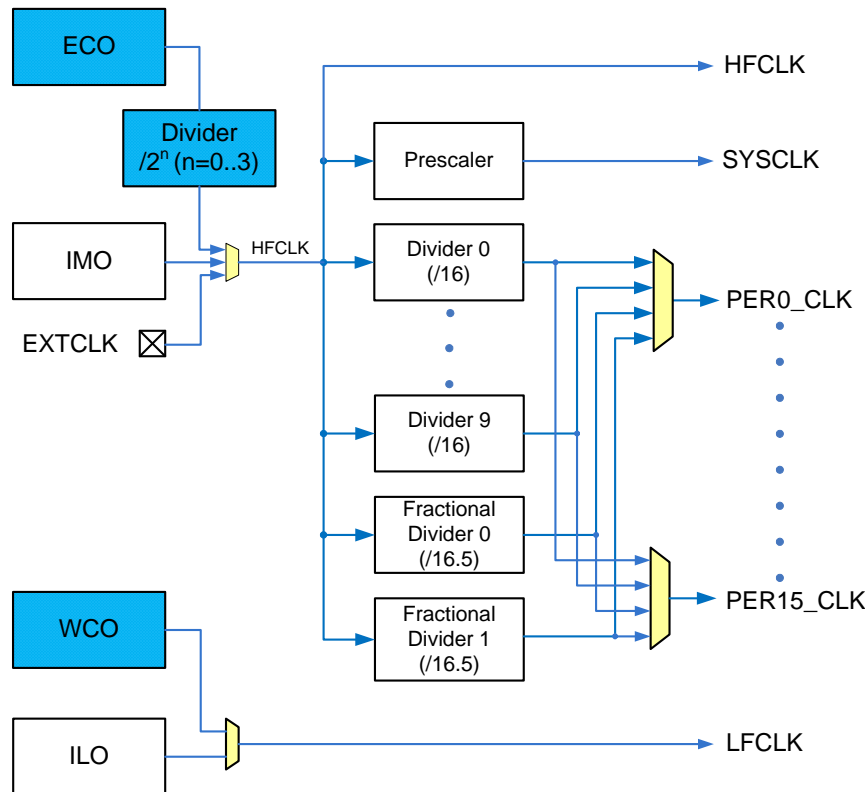 ECO
HFCLK
Divider
/2ⁿ (n=0..3)
Prescaler
SYSCLK
IMO
HFCLK
Divider 0
(/16)
PER0_CLK
EXTCLK
Divider 9
(/16)
Fractional
Divider 0
(/16.5)
Fractional
Divider 1
(/16.5)
PER15_CLK
WCO
ILO
LFCLK